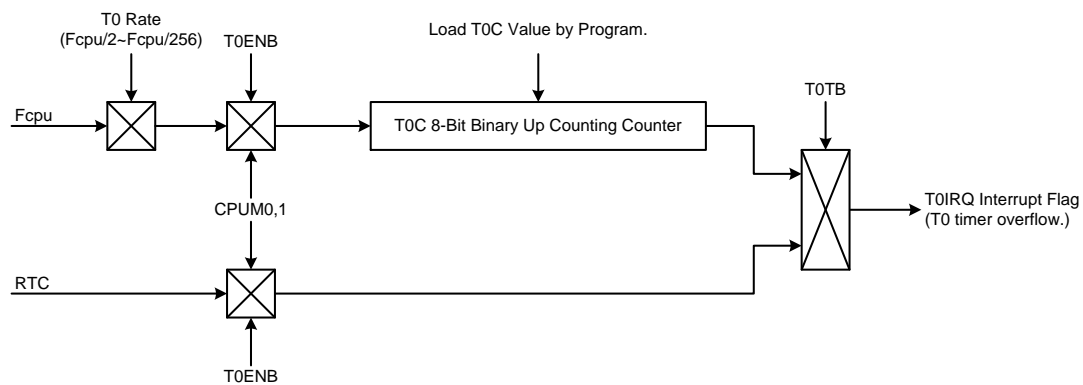 T0 Rate
(Fcpu/2~Fcpu/256)
T0ENB
Load T0C Value by Program.
T0TB
Fcpu
T0C 8-Bit Binary Up Counting Counter
CPUM0,1
T0IRQ Interrupt Flag
(T0 timer overflow.)
RTC
T0ENB